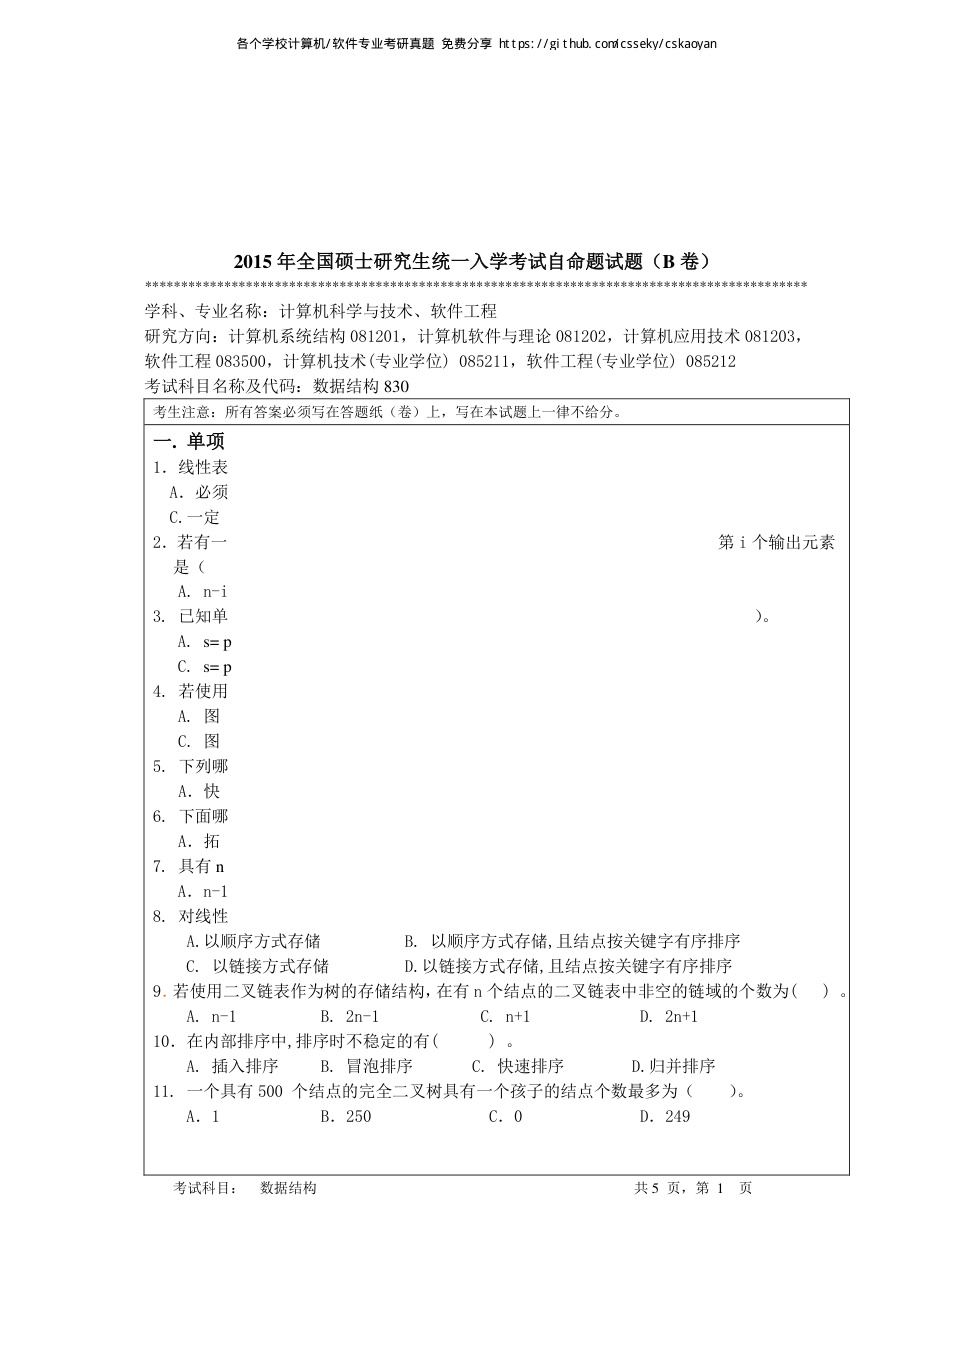 各个学校计算机/软件专业考研真题 免费分享 https://github.com/csseky/cskaoyan
2015 年全国硕士研究生统一入学考试自命题试题（B 卷）
********************************************************************************************
学科、专业名称：计算机科学与技术、软件工程
研究方向：计算机系统结构 081201，计算机软件与理论 081202，计算机应用技术 081203，
软件工程 083500，计算机技术(专业学位) 085211，软件工程(专业学位) 085212
考试科目名称及代码：数据结构 830
考生注意：所有答案必须写在答题纸（卷）上，写在本试题上一律不给分。
一. 单项
1. 线性表
A. 必须
C.一定
2. 若有一 第 i 个输出元素
是（
A. n-i
3. 已知单 )。
A. s= p
C. s= p
4. 若使用
A. 图
C. 图
5. 下列哪
A. 快
6. 下面哪
A. 拓
7. 具有 n
A. n-1
8. 对线性
A.以顺序方式存储 B. 以顺序方式存储,且结点按关键字有序排序
C. 以链接方式存储 D.以链接方式存储,且结点按关键字有序排序
9.若使用二叉链表作为树的存储结构,在有 n 个结点的二叉链表中非空的链域的个数为( ) 。
A. n-1 B. 2n-1 C. n+1 D. 2n+1
10. 在内部排序中,排序时不稳定的有( ) 。
A. 插入排序 B. 冒泡排序 C. 快速排序 D.归并排序
11. 一个具有 500 个结点的完全二叉树具有一个孩子的结点个数最多为（ )。
A. 1 B. 250 C. 0 D. 249
考试科目： 数据结构 共 5 页，第 1 页